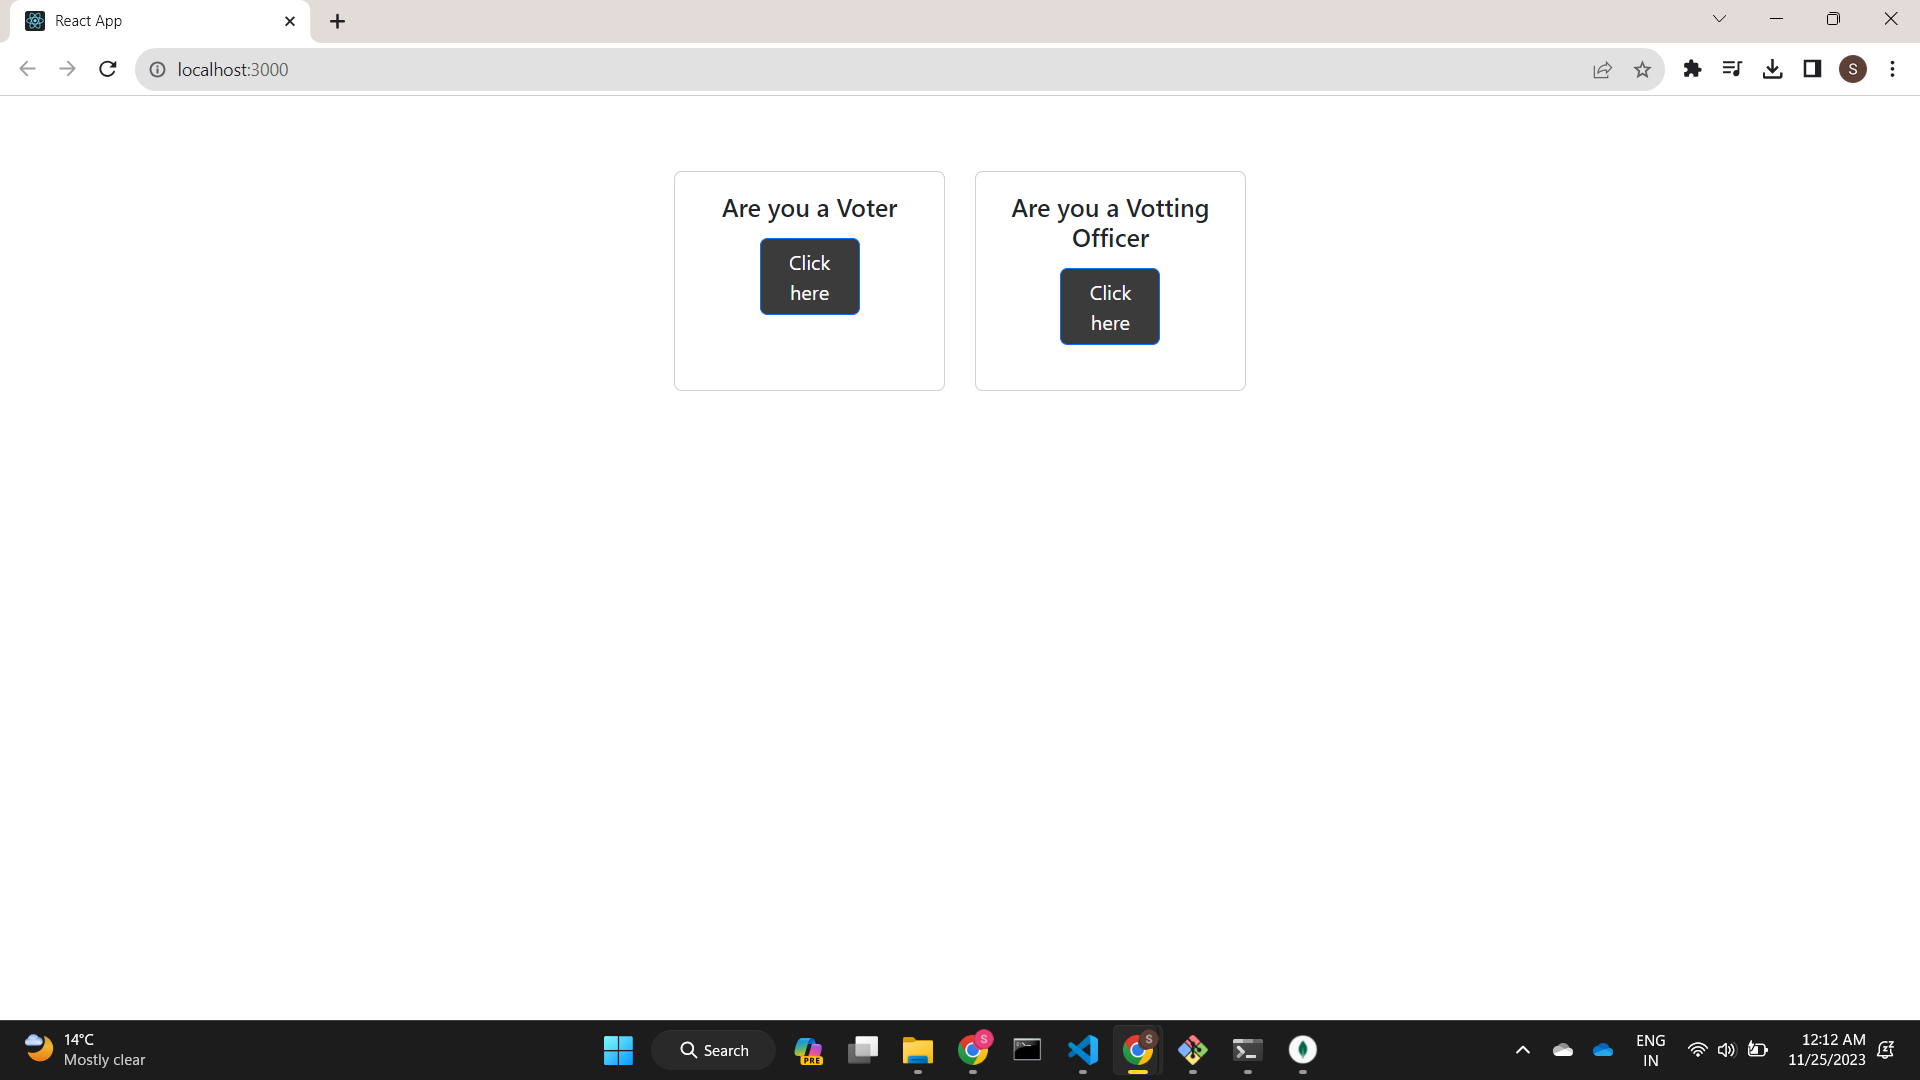 React App
localhost:3000
S
Are you a Voter
Click
here
Are you a Votting
Officer
Click
here
14°C
Mostly clear
Search
PRE
S
S
ENG
IN
12:12 AM
11/25/2023